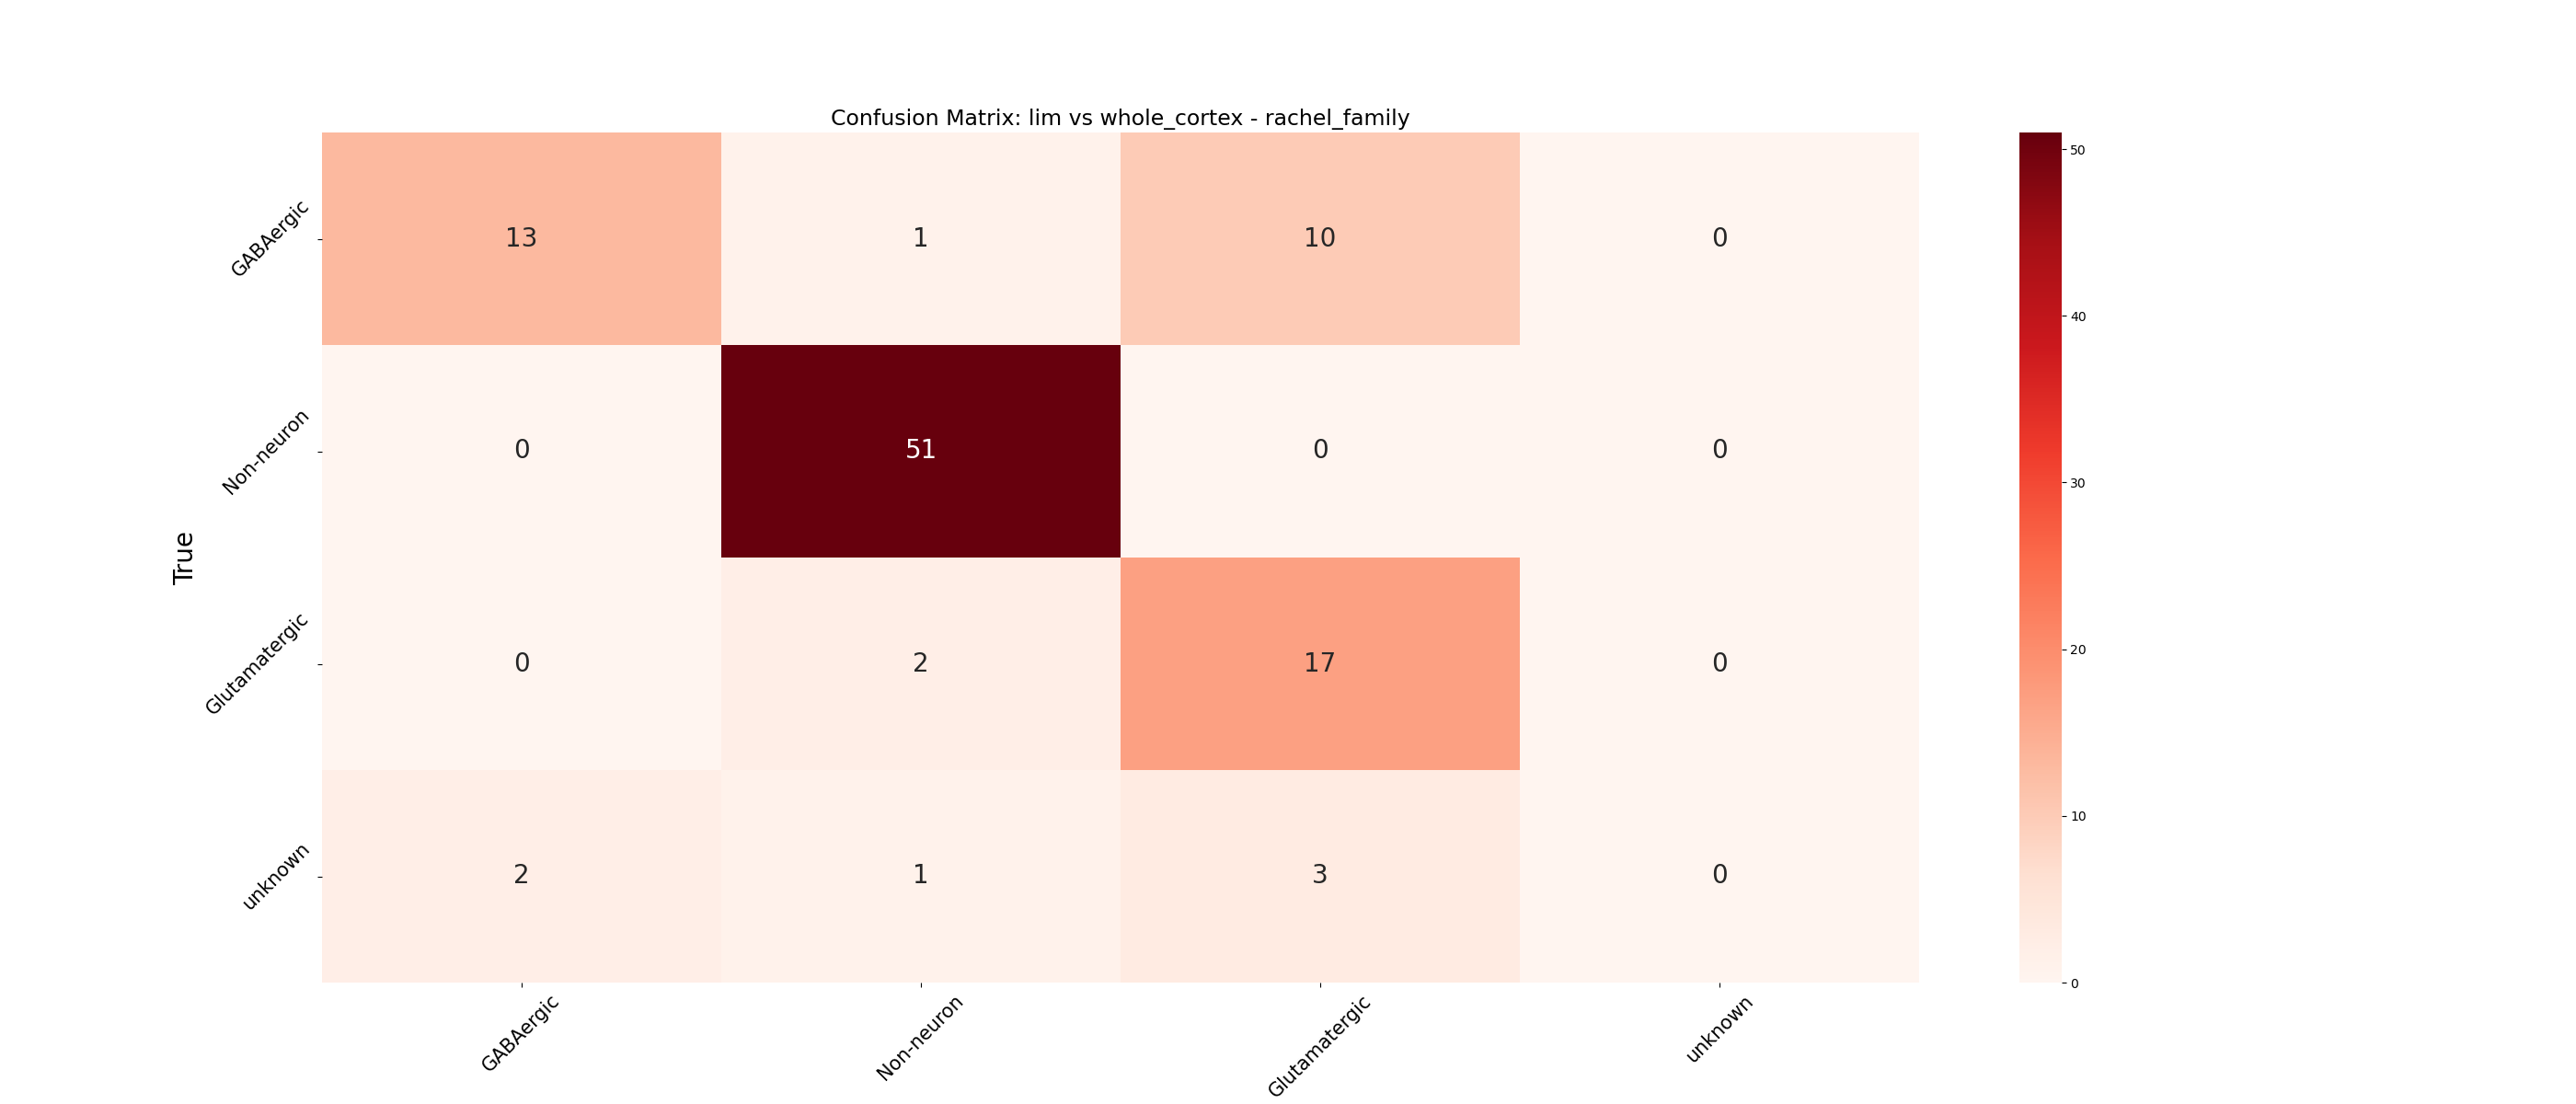 Confusion Matrix: lim vs whole_cortex - rachel_family
True
GABAergic
13 1 10 0
Non-neuron
0 51 0 0
Glutamatergic
0 2 17 0
unknown
2 1 3 0
GABAergic Non-neuron Glutamatergic unknown
50
40
30
20
10
0